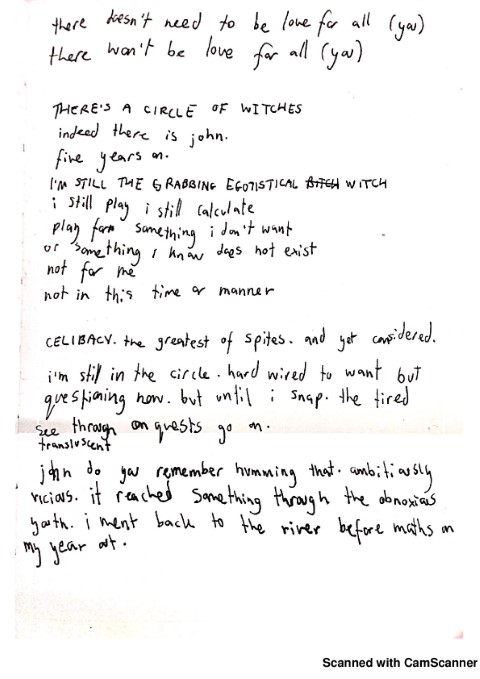 there doesn't need to be love for all (you)
there won't be love for all (you)
THERE'S A CIRCLE OF WITCHES
indeed there is john.
five years on.
I'M STILL THE GRABBING EGOTISTICAL BITCH WITCH
i still play i still calculate
play for something i don't want
or something i know does not exist
not for me
not in this time or manner
CELIBACY. the greatest of spites. and yet considered.
i'm still in the circle. hard wired to want but
questioning now. but until i snap. the tired
see through on quests go on.
transluscent
john do you remember humming that. ambitiously
vicious. it reached something through the obnoxious
youth. i went back to the river before maths on
my year out.
Scanned with CamScanner